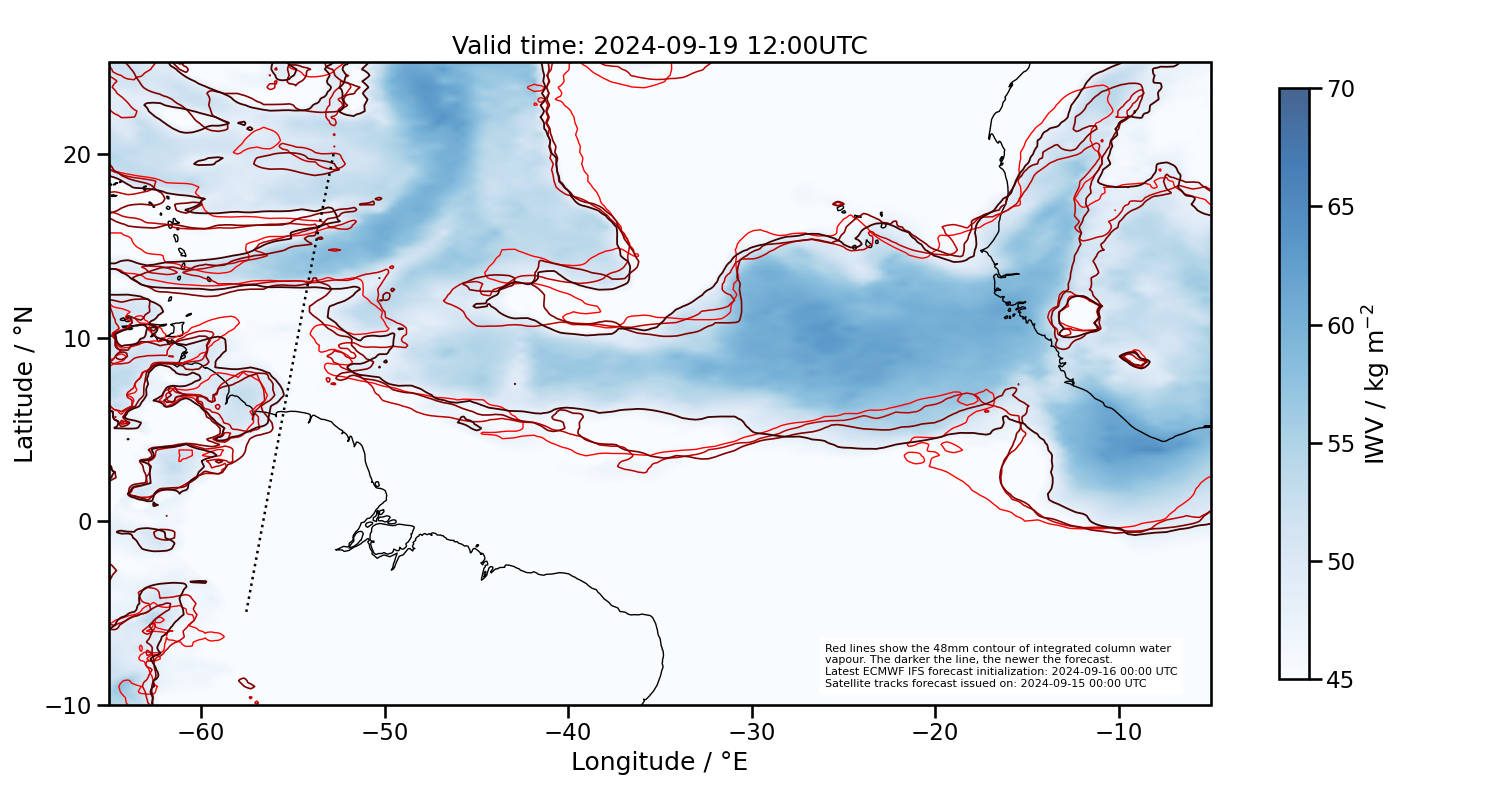 Valid time: 2024-09-19 12:00UTC
70
65
60
55
50
45
IWV / kg m−2
20
10
0
−10
Latitude / °N
−60
−50
−40
−30
−20
−10
Longitude / °E
Red lines show the 48mm contour of integrated column water
vapour. The darker the line, the newer the forecast.
Latest ECMWF IFS forecast initialization: 2024-09-16 00:00 UTC
Satellite tracks forecast issued on: 2024-09-15 00:00 UTC